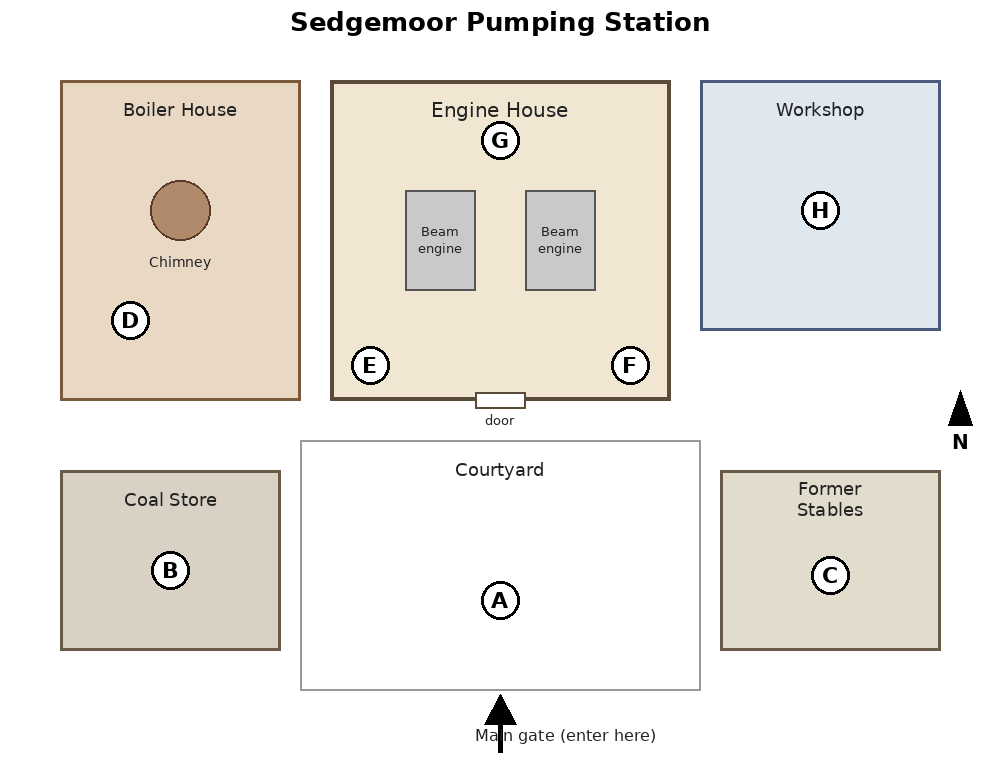 Sedgemoor Pumping Station
Boiler House
Engine House
Workshop
G
Beam
engine
Beam
engine
H
Chimney
D
E
F
door
N
Courtyard
Coal Store
Former
Stables
B
C
A
Main gate (enter here)